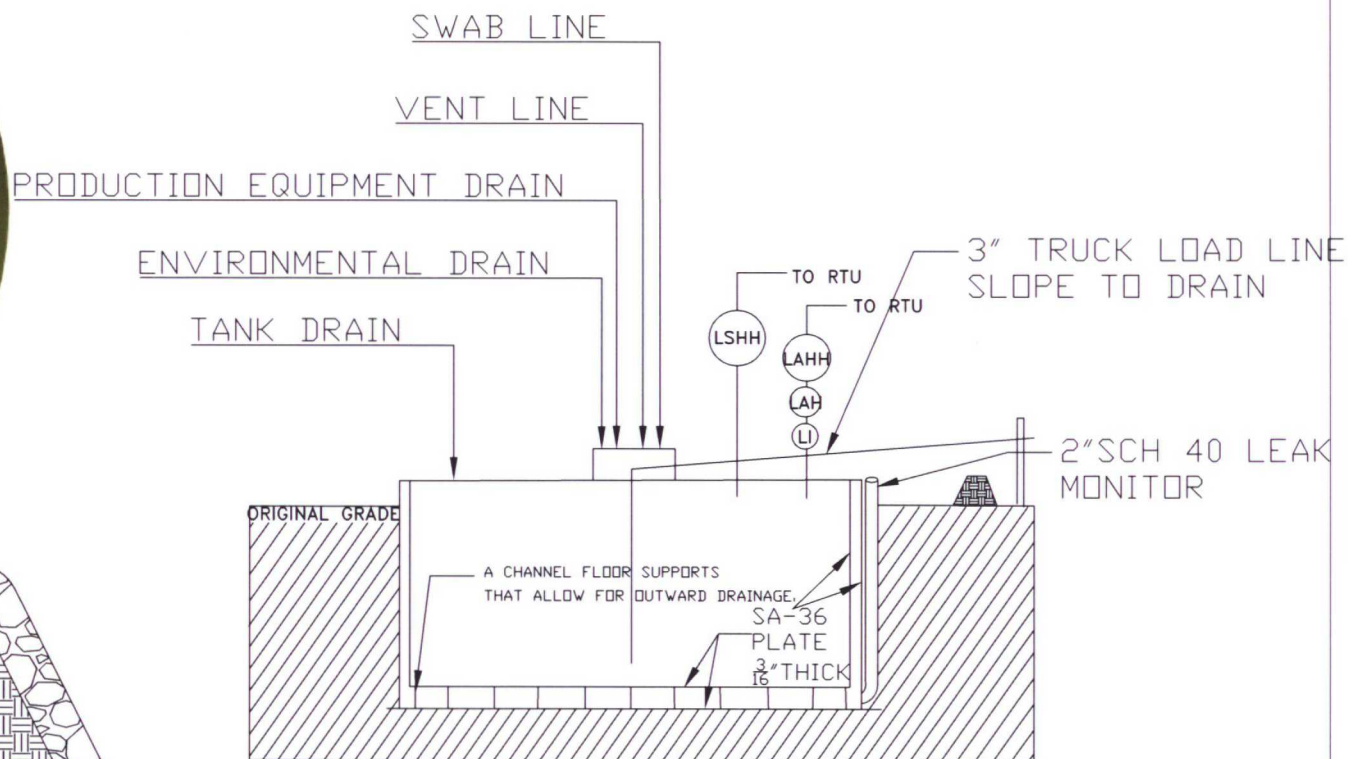 SWAB LINE
VENT LINE
PRODUCTION EQUIPMENT DRAIN
ENVIRONMENTAL DRAIN
TANK DRAIN
3" TRUCK LOAD LINE
SLOPE TO DRAIN
TO RTU
TO RTU
LSHH
LAHH
LAH
LI
2"SCH 40 LEAK
MONITOR
ORIGINAL GRADE
A CHANNEL FLOOR SUPPORTS
THAT ALLOW FOR OUTWARD DRAINAGE.
SA-36
PLATE
3/16"THICK